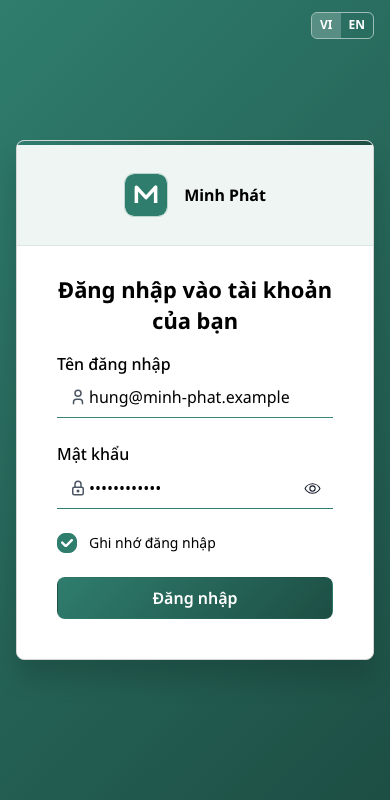 VI EN
Minh Phát
Đăng nhập vào tài khoản
của bạn
Tên đăng nhập
hung@minh-phat.example
Mật khẩu
••••••••••••
Ghi nhớ đăng nhập
Đăng nhập